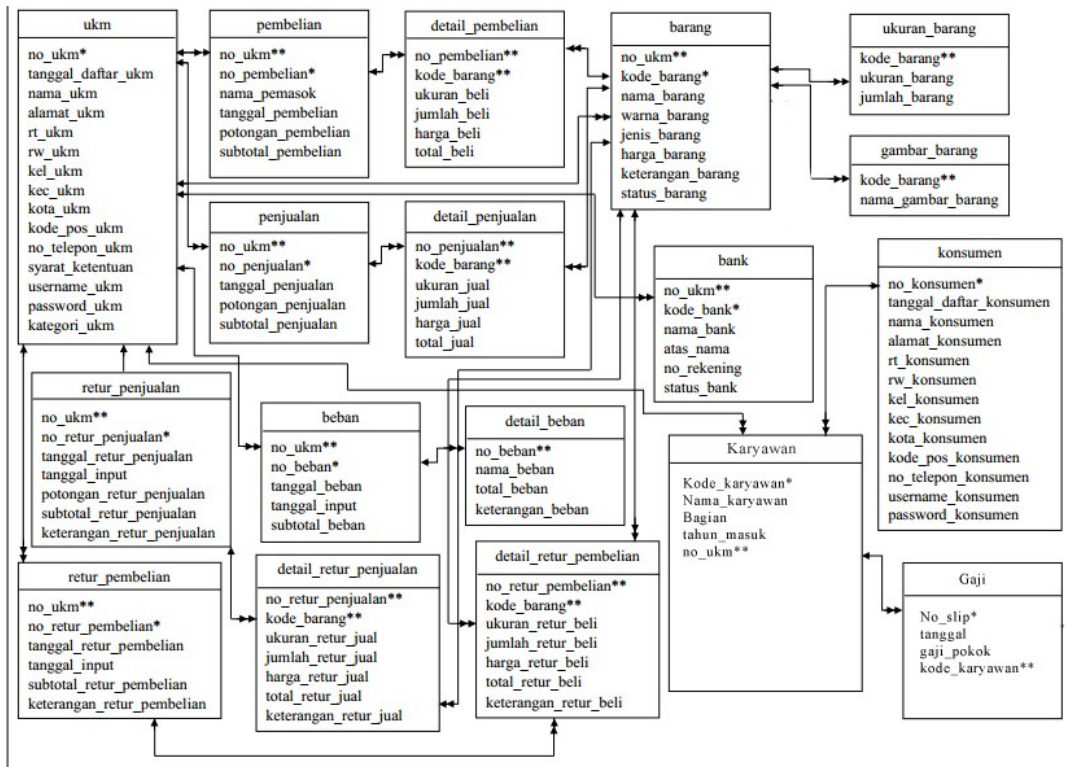 ukm
no_ukm*
tanggal_daftar_ukm
nama_ukm
alamat_ukm
rt_ukm
rw_ukm
kel_ukm
kec_ukm
kota_ukm
kode_pos_ukm
no_telepon_ukm
syarat_ketentuan
username_ukm
password_ukm
kategori_ukm
pembelian
no_ukm**
no_pembelian*
nama_pemasok
tanggal_pembelian
potongan_pembelian
subtotal_pembelian
detail_pembelian
no_pembelian**
kode_barang**
ukuran_beli
jumlah_beli
harga_beli
total_beli
barang
no_ukm**
kode_barang*
nama_barang
warna_barang
jenis_barang
harga_barang
keterangan_barang
status_barang
ukuran_barang
kode_barang**
ukuran_barang
jumlah_barang
gambar_barang
kode_barang**
nama_gambar_barang
penjualan
no_ukm**
no_penjualan*
tanggal_penjualan
potongan_penjualan
subtotal_penjualan
detail_penjualan
no_penjualan**
kode_barang**
ukuran_jual
jumlah_jual
harga_jual
total_jual
bank
no_ukm**
kode_bank*
nama_bank
atas_nama
no_rekening
status_bank
konsumen
no_konsumen*
tanggal_daftar_konsumen
nama_konsumen
alamat_konsumen
rt_konsumen
rw_konsumen
kel_konsumen
kec_konsumen
kota_konsumen
kode_pos_konsumen
no_telepon_konsumen
username_konsumen
password_konsumen
retur_penjualan
no_ukm**
no_retur_penjualan*
tanggal_retur_penjualan
tanggal_input
potongan_retur_penjualan
subtotal_retur_penjualan
keterangan_retur_penjualan
beban
no_ukm**
no_beban*
tanggal_beban
tanggal_input
subtotal_beban
detail_beban
no_beban**
nama_beban
total_beban
keterangan_beban
Karyawan
Kode_karyawan*
Nama_karyawan
Bagian
tahun_masuk
no_ukm**
retur_pembelian
no_ukm**
no_retur_pembelian*
tanggal_retur_pembelian
tanggal_input
subtotal_retur_pembelian
keterangan_retur_pembelian
detail_retur_penjualan
no_retur_penjualan**
kode_barang**
ukuran_retur_jual
jumlah_retur_jual
harga_retur_jual
total_retur_jual
keterangan_retur_jual
detail_retur_pembelian
no_retur_pembelian**
kode_barang**
ukuran_retur_beli
jumlah_retur_beli
harga_retur_beli
total_retur_beli
keterangan_retur_beli
Gaji
No_slip*
tanggal
gaji_pokok
kode_karyawan**